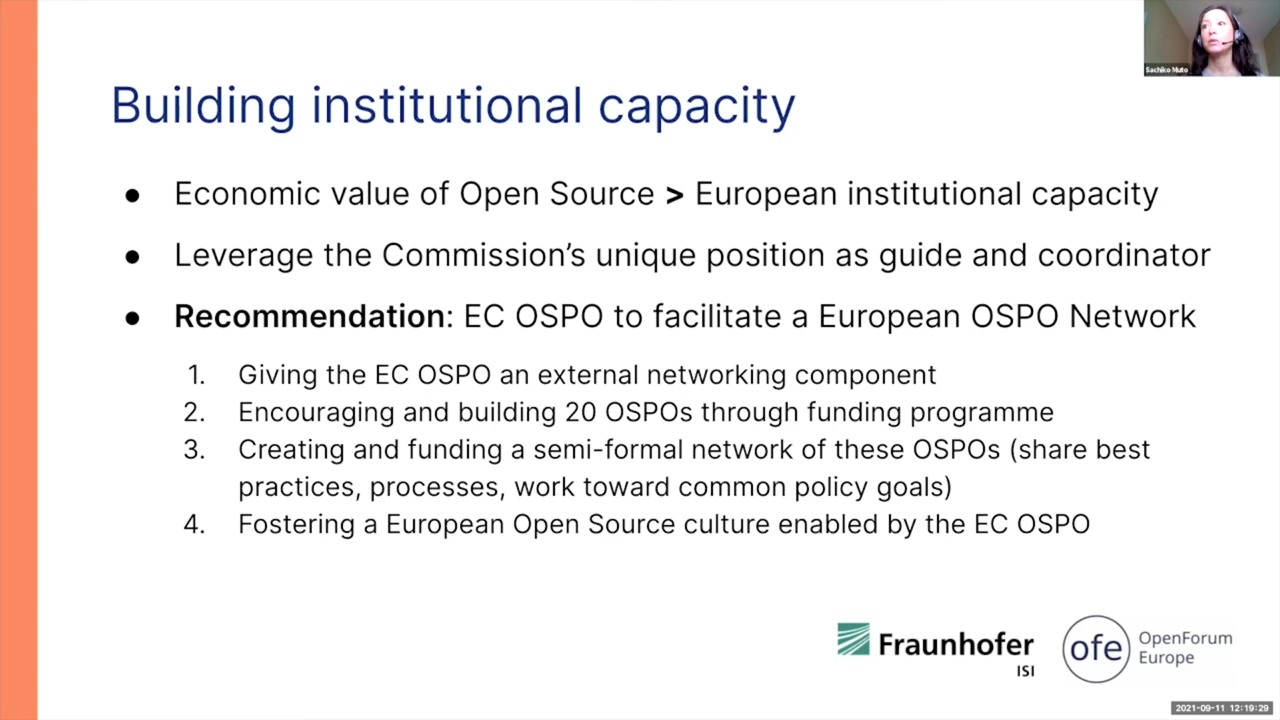 Sachiko Muto
Building institutional capacity
● Economic value of Open Source > European institutional capacity
● Leverage the Commission’s unique position as guide and coordinator
● Recommendation: EC OSPO to facilitate a European OSPO Network
1. Giving the EC OSPO an external networking component
2. Encouraging and building 20 OSPOs through funding programme
3. Creating and funding a semi-formal network of these OSPOs (share best
practices, processes, work toward common policy goals)
4. Fostering a European Open Source culture enabled by the EC OSPO
Fraunhofer
ISI
ofe
OpenForum
Europe
2021-09-11 12:19:29